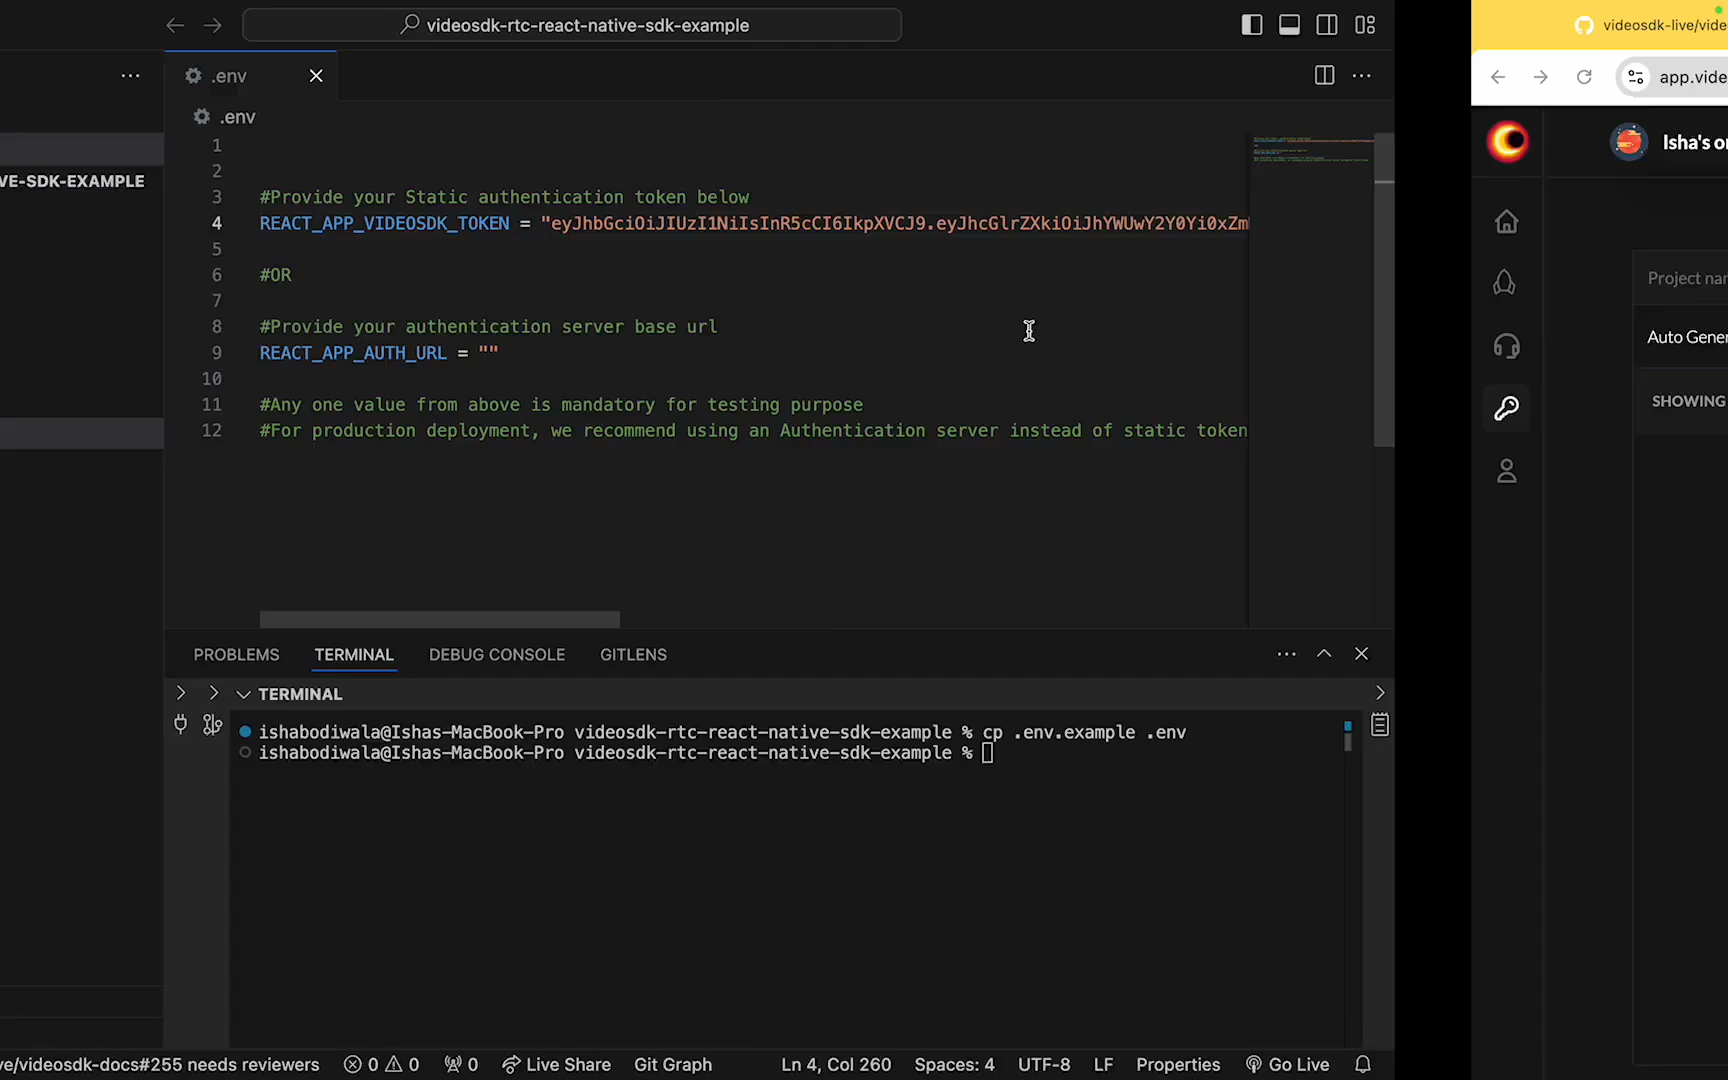 videosdk-rtc-react-native-sdk-example
videosdk-live/vide
.env
app.vide
.env
Isha's or
VE-SDK-EXAMPLE
1
2
3 #Provide your Static authentication token below
4 REACT_APP_VIDEOSDK_TOKEN = "eyJhbGciOiJIUzI1NiIsInR5cCI6IkpXVCJ9.eyJhcGlrZXkiOiJhYWUwY2Y0Yi0xZm
5
6 #OR
7
8 #Provide your authentication server base url
9 REACT_APP_AUTH_URL = ""
10
11 #Any one value from above is mandatory for testing purpose
12 #For production deployment, we recommend using an Authentication server instead of static token
Project nar
Auto Gener
SHOWING
PROBLEMS TERMINAL DEBUG CONSOLE GITLENS
TERMINAL
ishabodiwala@Ishas-MacBook-Pro videosdk-rtc-react-native-sdk-example % cp .env.example .env
ishabodiwala@Ishas-MacBook-Pro videosdk-rtc-react-native-sdk-example %
ve/videosdk-docs#255 needs reviewers 0 0 0 Live Share Git Graph Ln 4, Col 260 Spaces: 4 UTF-8 LF Properties Go Live